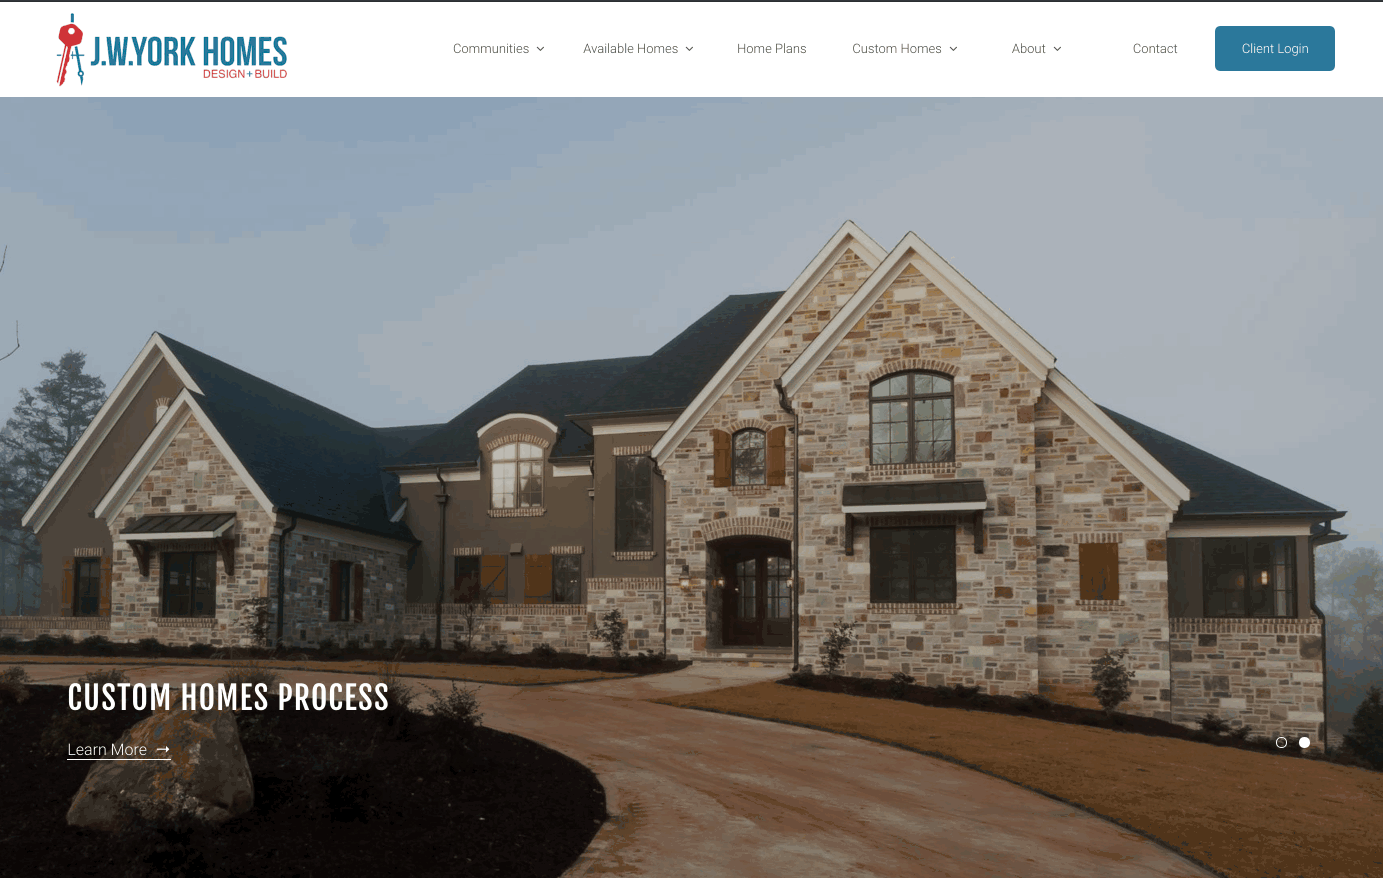 J.W.YORK HOMES
DESIGN+BUILD
Communities
Available Homes
Home Plans
Custom Homes
About
Contact
Client Login
CUSTOM HOMES PROCESS
Learn More →